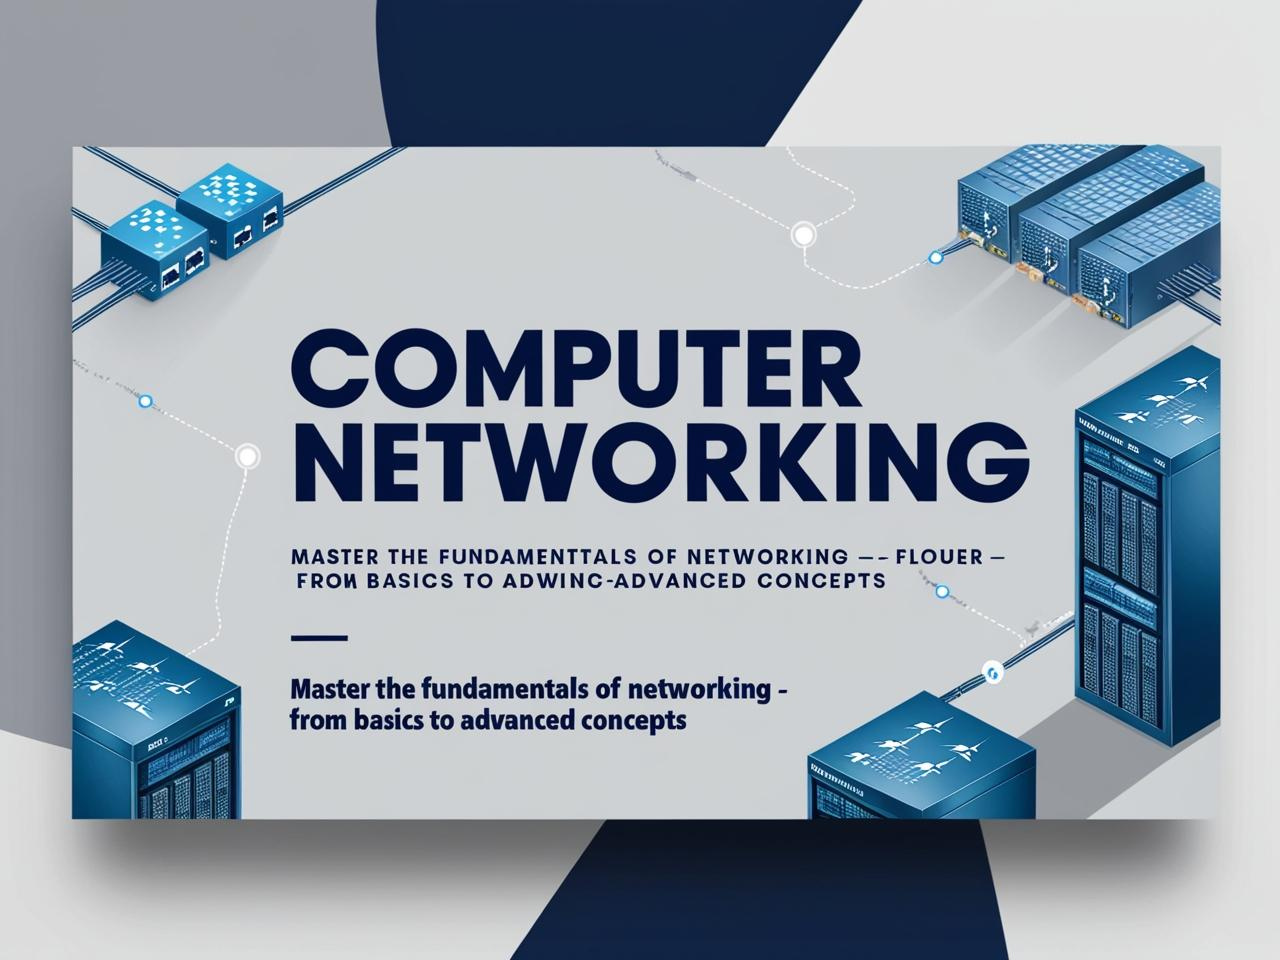 COMPUTER
NETWORKING
MASTER THE FUNDAMENTTALS OF NETWORKING –- FLOUER –
FROM BASICS TO ADWINC-ADVANCED CONCEPTS
Master the fundamentals of networking -
from basics to advanced concepts